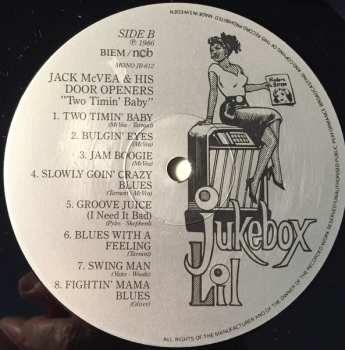 SIDE B
℗ 1986
BIEM/ncb
MONO JB-612
JACK McVEA & HIS
DOOR OPENERS
"Two Timin' Baby"
1. TWO TIMIN' BABY
2. BULGIN' EYES
(McVea)
3. JAM BOOGIE
(McVea)
4. SLOWLY GOIN' CRAZY
BLUES
5. GROOVE JUICE
(I Need It Bad)
6. BLUES WITH A
FEELING
7. SWING MAN
8. FIGHTIN' MAMA
BLUES
Jukebox
Lil
MADE IN SWEDEN
ALL RIGHTS OF THE MANUFACTURER AND OF THE OWNER OF THE RECORDED WORK RESERVED